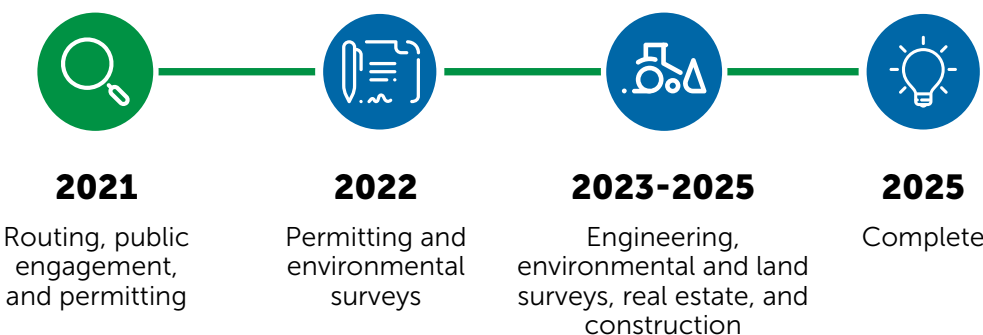 2021
Routing, public
engagement,
and permitting
2022
Permitting and
environmental
surveys
2023-2025
Engineering,
environmental and land
surveys, real estate, and
construction
2025
Complete